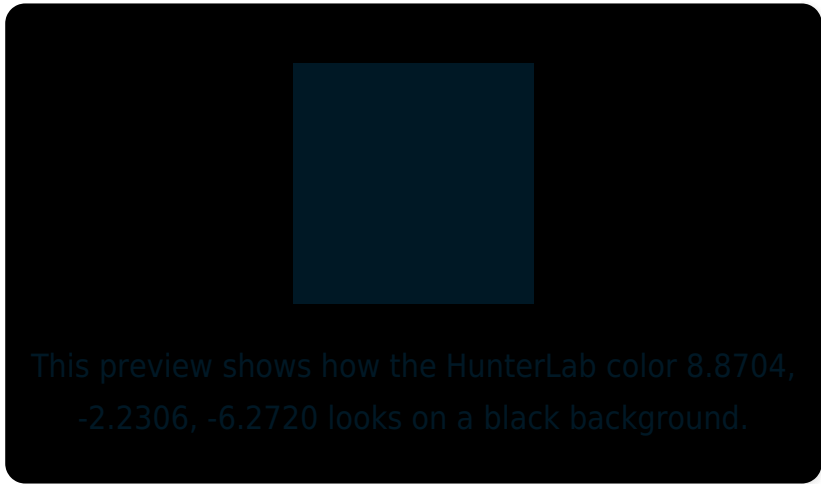 This preview shows how the HunterLab color 8.8704,
-2.2306, -6.2720 looks on a black background.